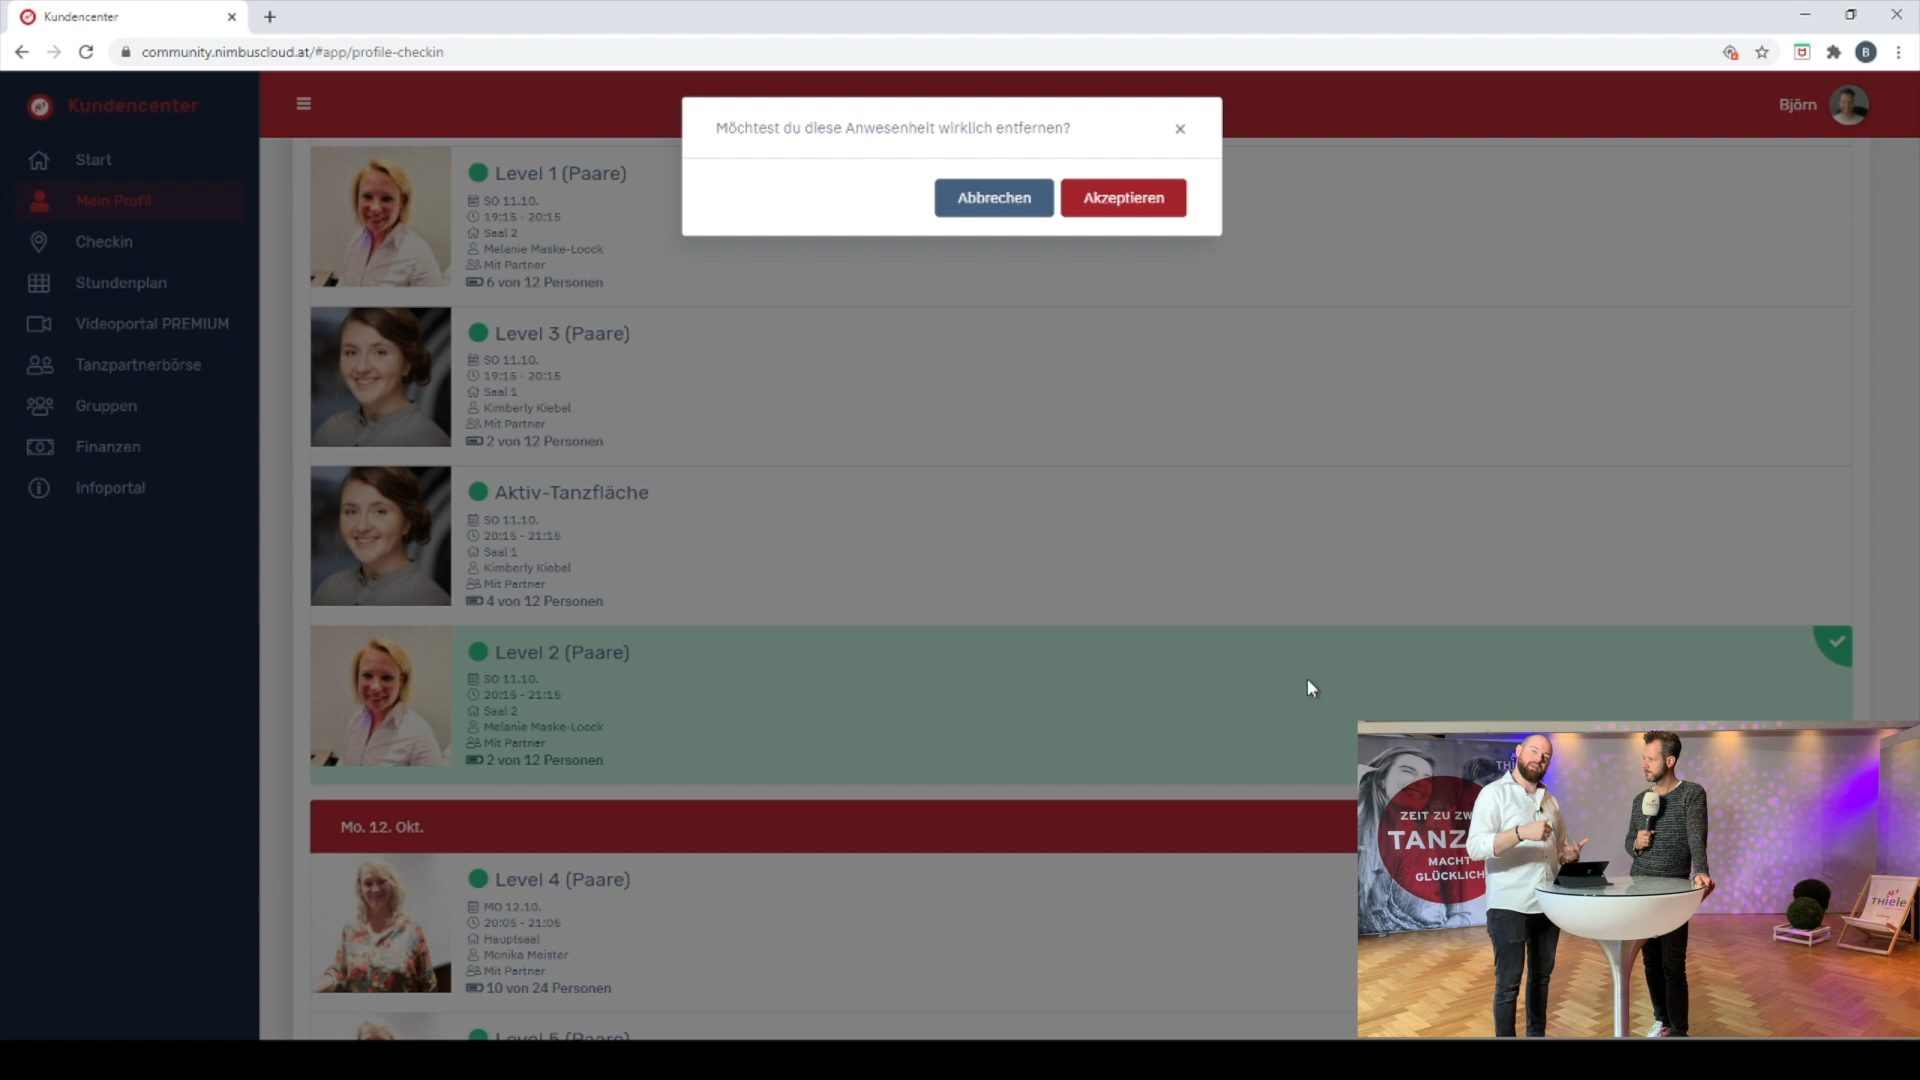 Kundencenter
community.nimbuscloud.at/#app/profile-checkin
B
Kundencenter
Björn
Start
Mein Profil
Checkin
Stundenplan
Videoportal PREMIUM
Tanzpartnerbörse
Gruppen
Finanzen
Infoportal
Möchtest du diese Anwesenheit wirklich entfernen?
Abbrechen
Akzeptieren
Level 1 (Paare)
SO 11.10.
19:15 - 20:15
Saal 2
Melanie Maske-Loock
Mit Partner
6 von 12 Personen
Level 3 (Paare)
SO 11.10.
19:15 - 20:15
Saal 1
Kimberly Kiebel
Mit Partner
2 von 12 Personen
Aktiv-Tanzfläche
SO 11.10.
20:15 - 21:15
Saal 1
Kimberly Kiebel
Mit Partner
4 von 12 Personen
Level 2 (Paare)
SO 11.10.
20:15 - 21:15
Saal 2
Melanie Maske-Loock
Mit Partner
2 von 12 Personen
Mo. 12. Okt.
Level 4 (Paare)
MO 12.10.
20:05 - 21:05
Hauptsaal
Monika Meister
Mit Partner
10 von 24 Personen
Level 5 (Paare)
ZEIT ZU ZW
TANZ
MACHT
GLÜCKLICH
THiele